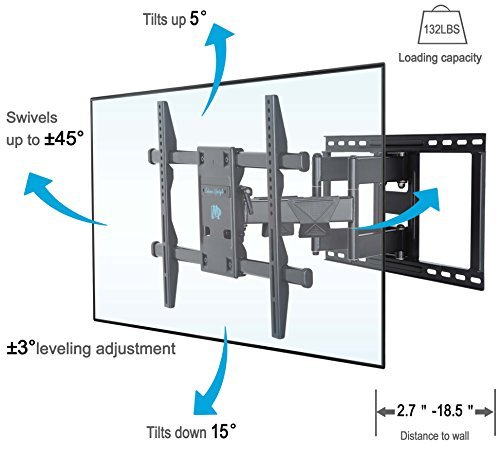 Tilts up 5°
132LBS
Loading capacity
Swivels
up to ±45°
±3°leveling adjustment
Tilts down 15°
2.7 " -18.5 "
Distance to wall